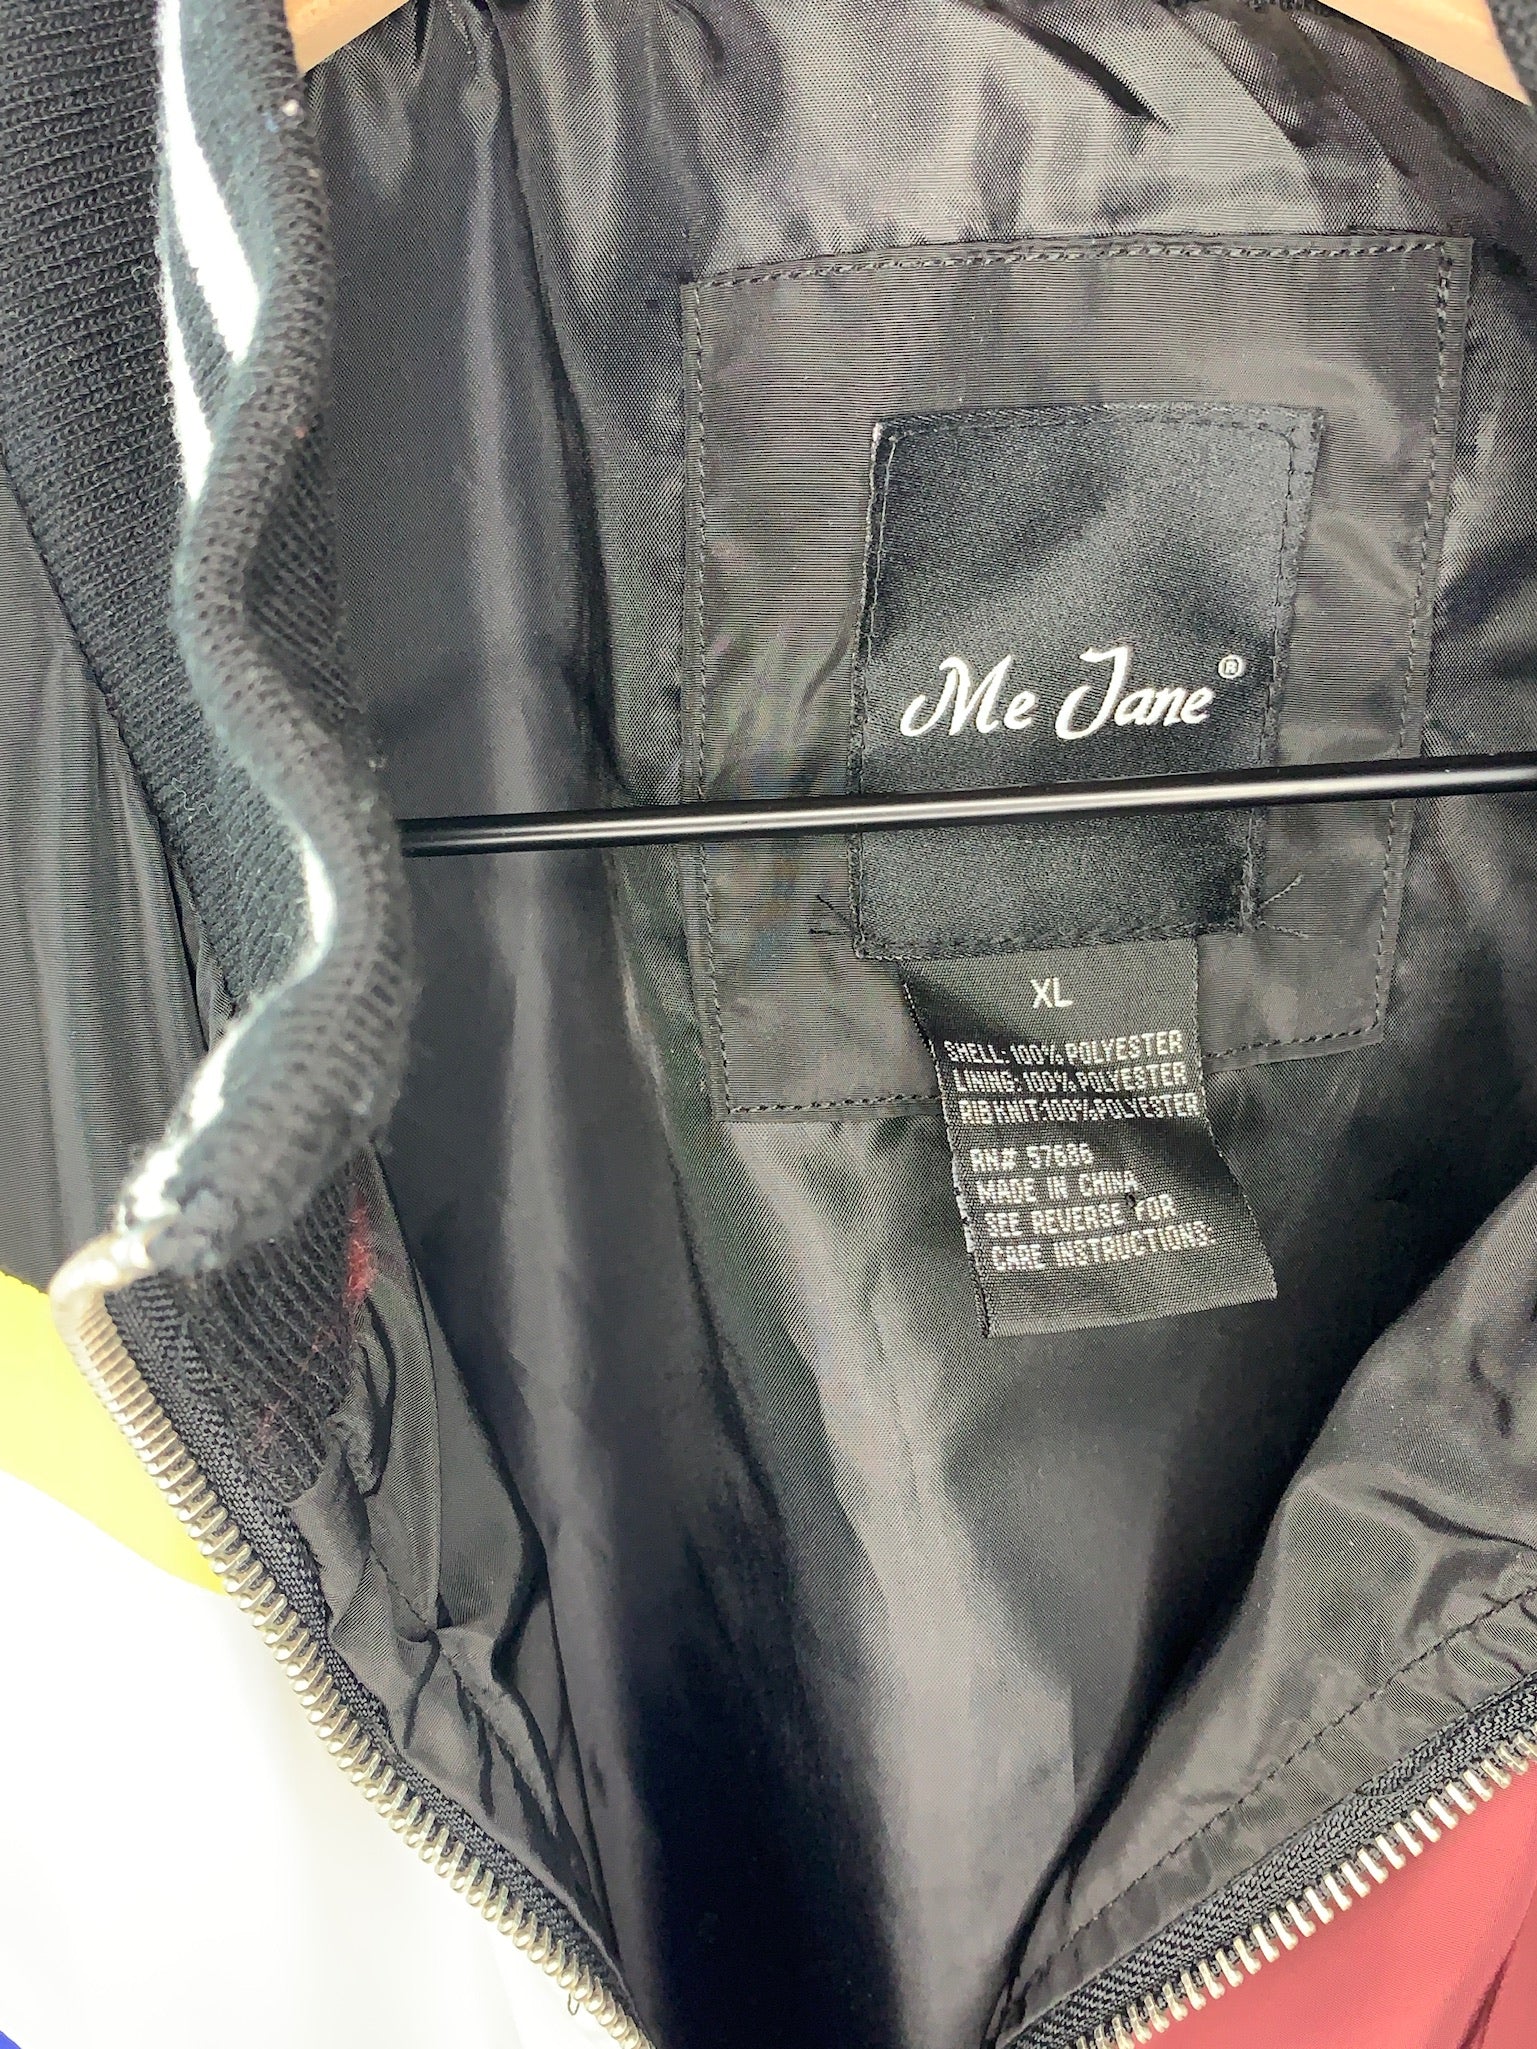 Me Jane®
XL
SHELL:100% POLYESTER
LINING:100% POLYESTER
RIB KNIT:100% POLYESTER
RN# 57686
MADE IN CHINA
SEE REVERSE FOR
CARE INSTRUCTIONS